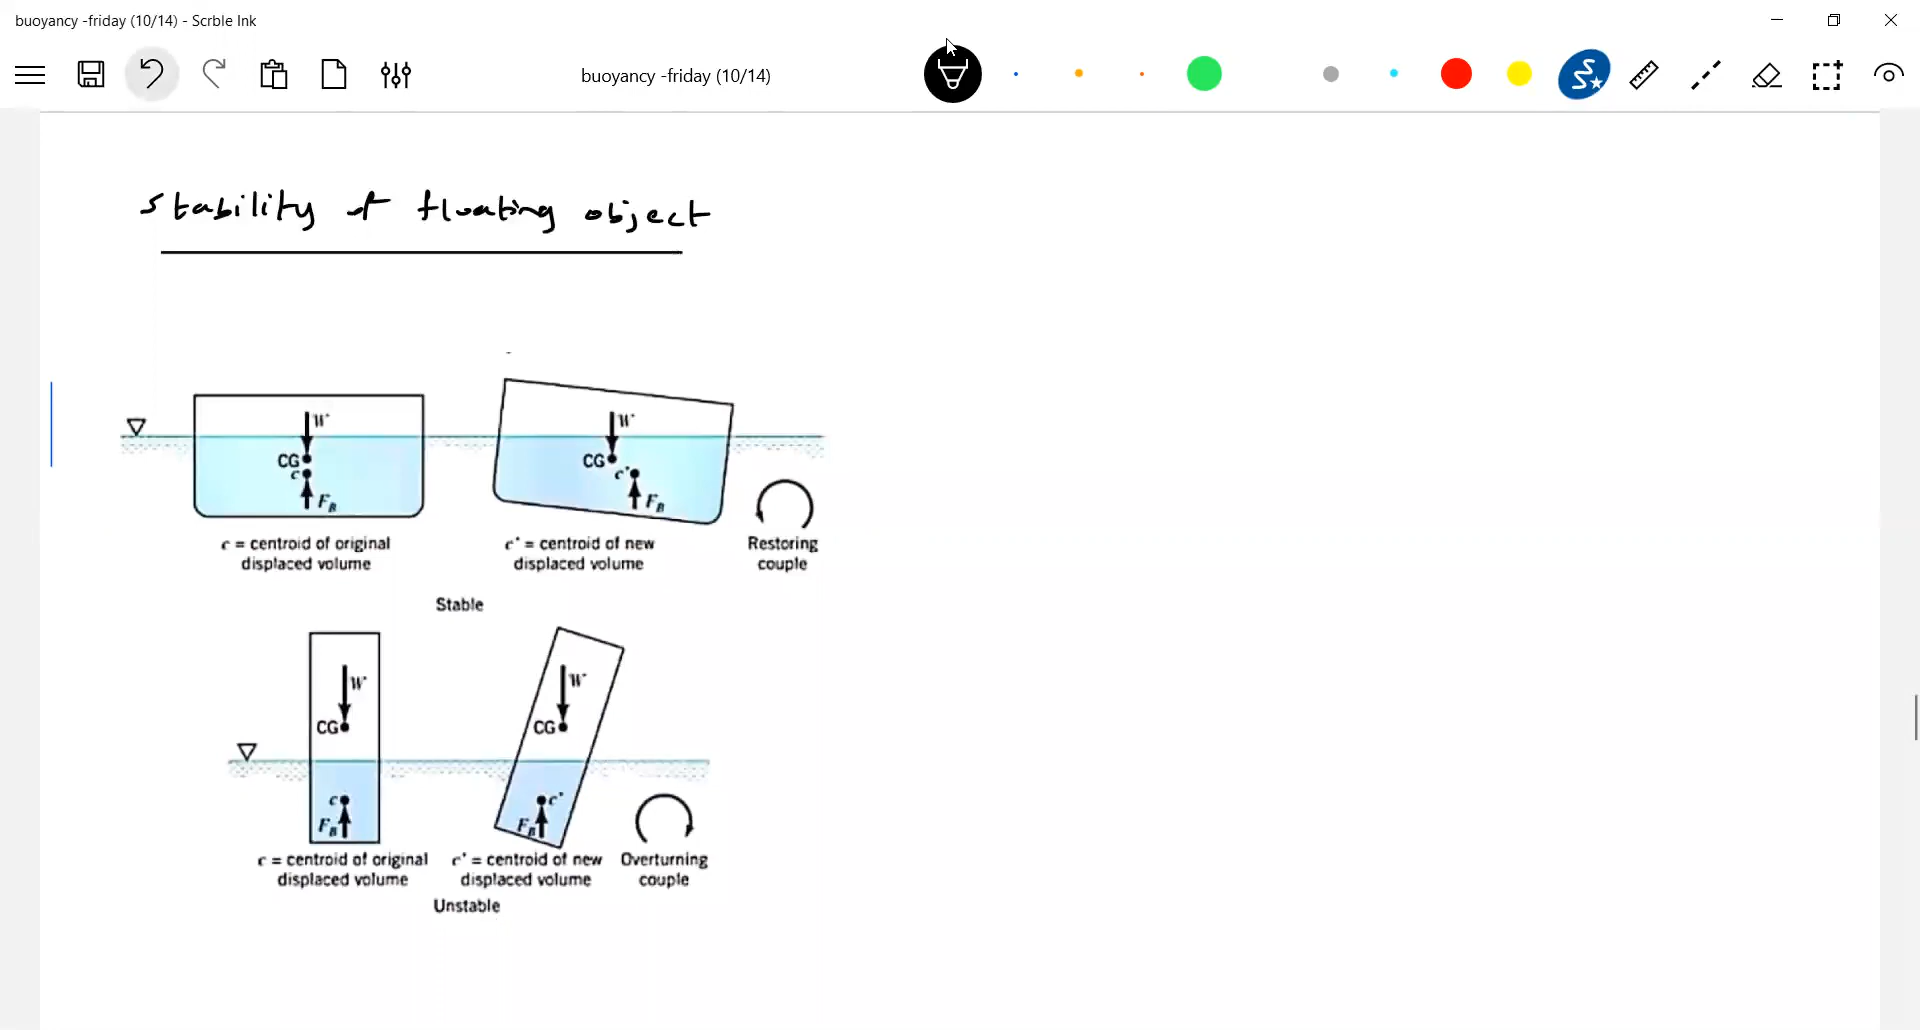 buoyancy -friday (10/14) - Scrble Ink
buoyancy -friday (10/14)
stability of floating object
W
CG
c
F_B
W
CG
c'
F_B
c = centroid of original
displaced volume
c' = centroid of new
displaced volume
Restoring
couple
Stable
W
CG
c
F_B
W
CG
c'
F_B
c = centroid of original
displaced volume
c' = centroid of new
displaced volume
Overturning
couple
Unstable